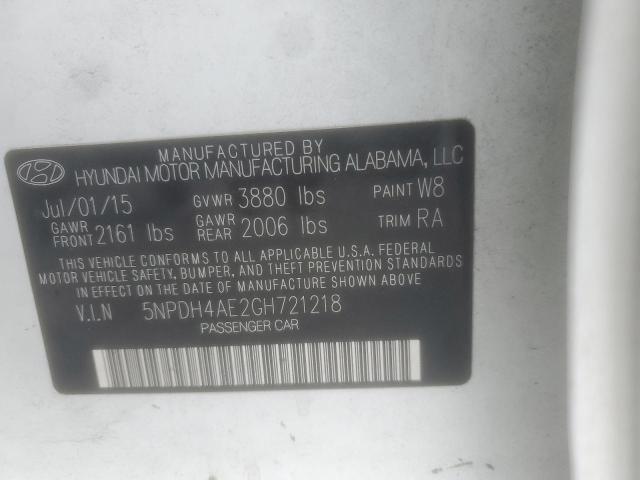 MANUFACTURED BY
HYUNDAI MOTOR MANUFACTURING ALABAMA, LLC
Jul/01/15 GVWR 3880 lbs PAINT W8
GAWR FRONT 2161 lbs GAWR REAR 2006 lbs TRIM RA
THIS VEHICLE CONFORMS TO ALL APPLICABLE U.S.A. FEDERAL
MOTOR VEHICLE SAFETY, BUMPER, AND THEFT PREVENTION STANDARDS
IN EFFECT ON THE DATE OF MANUFACTURE SHOWN ABOVE
V.I.N 5NPDH4AE2GH721218
PASSENGER CAR